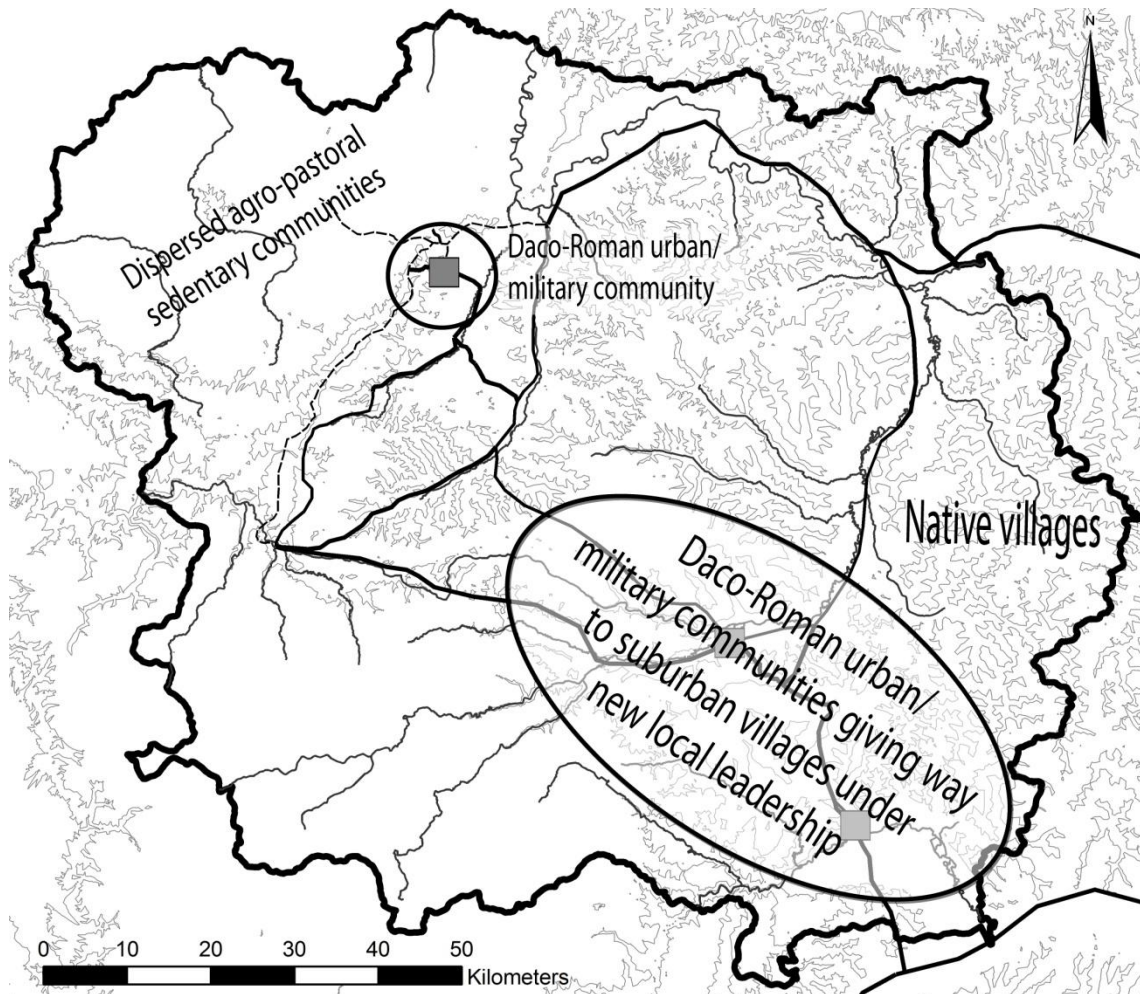 N
Dispersed agro-pastoral
sedentary communities
Daco-Roman urban/
military community
Native villages
Daco-Roman urban/
military communities giving way
to suburban villages under
new local leadership
0 10 20 30 40 50
Kilometers